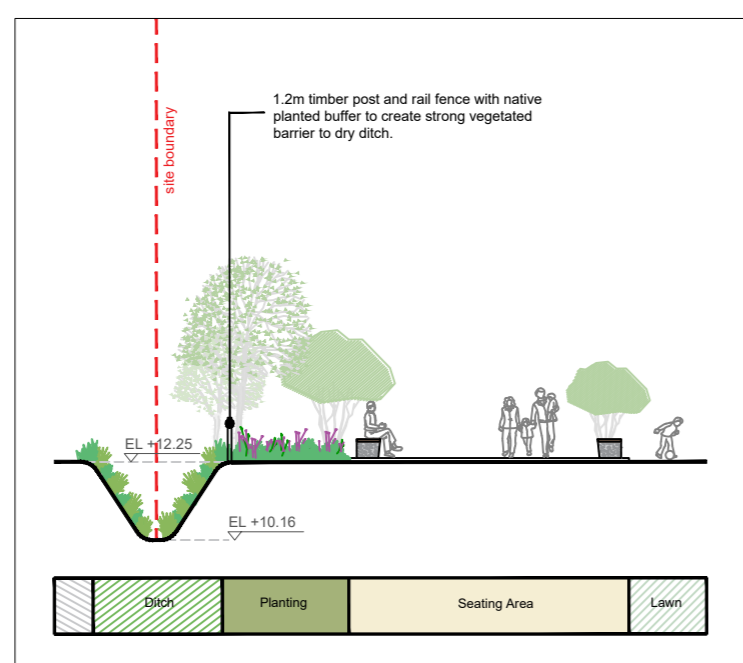 site boundary
1.2m timber post and rail fence with native
planted buffer to create strong vegetated
barrier to dry ditch.
EL +12.25
EL +10.16
Ditch
Planting
Seating Area
Lawn